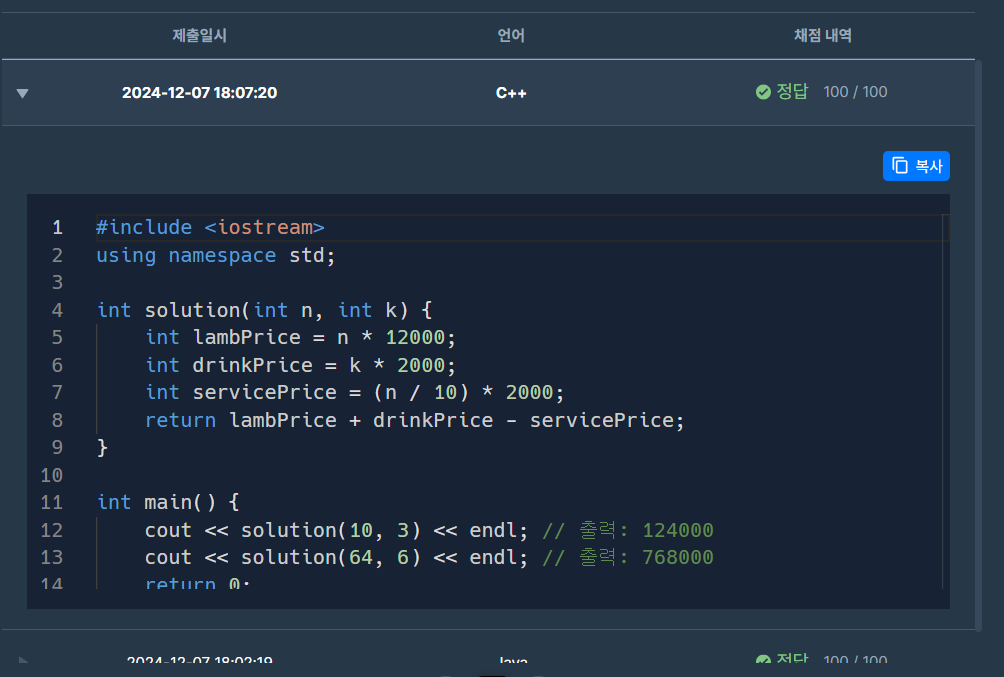 제출일시 언어 채점 내역
2024-12-07 18:07:20 C++ 정답 100 / 100
복사
1 #include <iostream>
2 using namespace std;
3
4 int solution(int n, int k) {
5     int lambPrice = n * 12000;
6     int drinkPrice = k * 2000;
7     int servicePrice = (n / 10) * 2000;
8     return lambPrice + drinkPrice - servicePrice;
9 }
10
11 int main() {
12     cout << solution(10, 3) << endl; // 출력: 124000
13     cout << solution(64, 6) << endl; // 출력: 768000
14     return 0;
2024-12-07 18:02:19 Java 정답 100 / 100